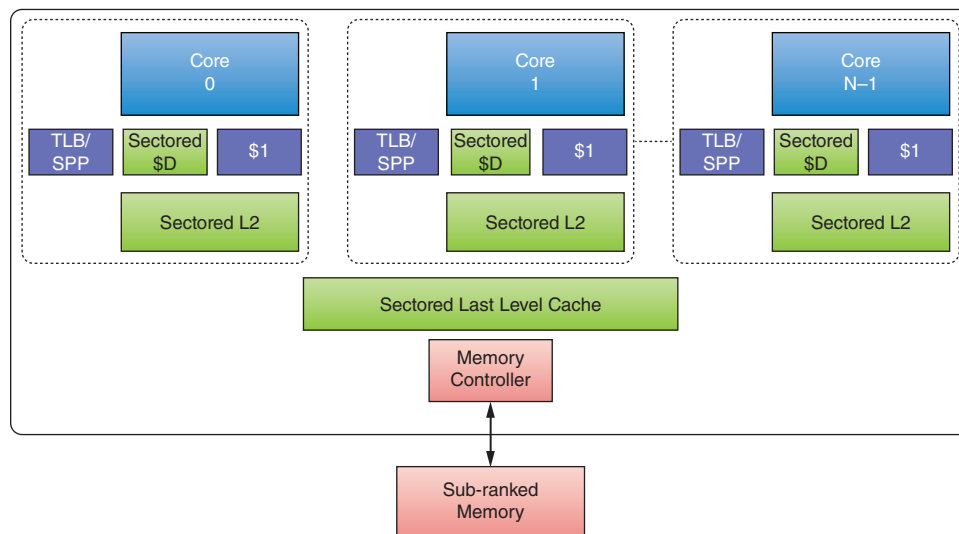 Core
0
Core
1
Core
N–1
TLB/
SPP
Sectored
$D
$1
TLB/
SPP
Sectored
$D
$1
TLB/
SPP
Sectored
$D
$1
Sectored L2
Sectored L2
Sectored L2
Sectored Last Level Cache
Memory
Controller
Sub-ranked
Memory